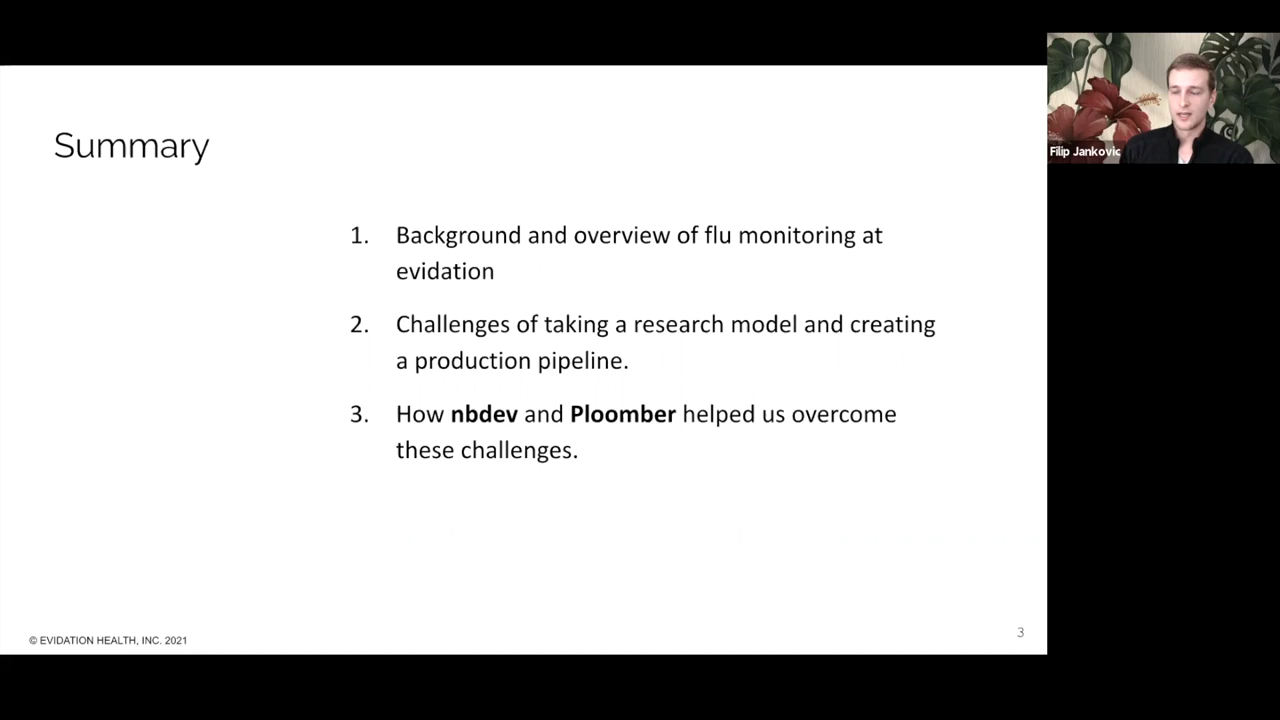 Summary
1. Background and overview of flu monitoring at
evidation
2. Challenges of taking a research model and creating
a production pipeline.
3. How nbdev and Ploomber helped us overcome
these challenges.
© EVIDATION HEALTH, INC. 2021
3
Filip Jankovic